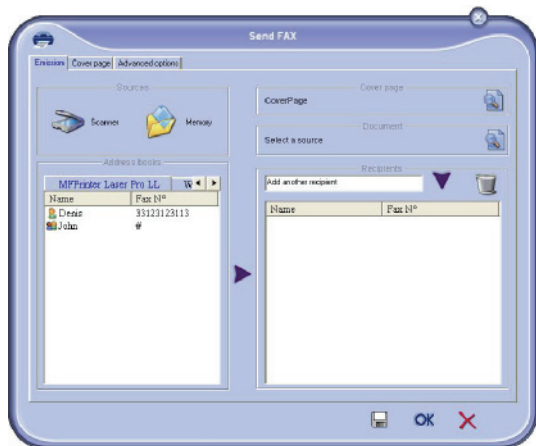 Send FAX
Emission Cover page Advanced options
Sources
Scanner Memory
Address books
MFPrinter Laser Pro LL W
Name Fax N°
Denis 33123123113
John #
Cover page
CoverPage
Document
Select a source
Recipients
Add another recipient
Name Fax N°
OK